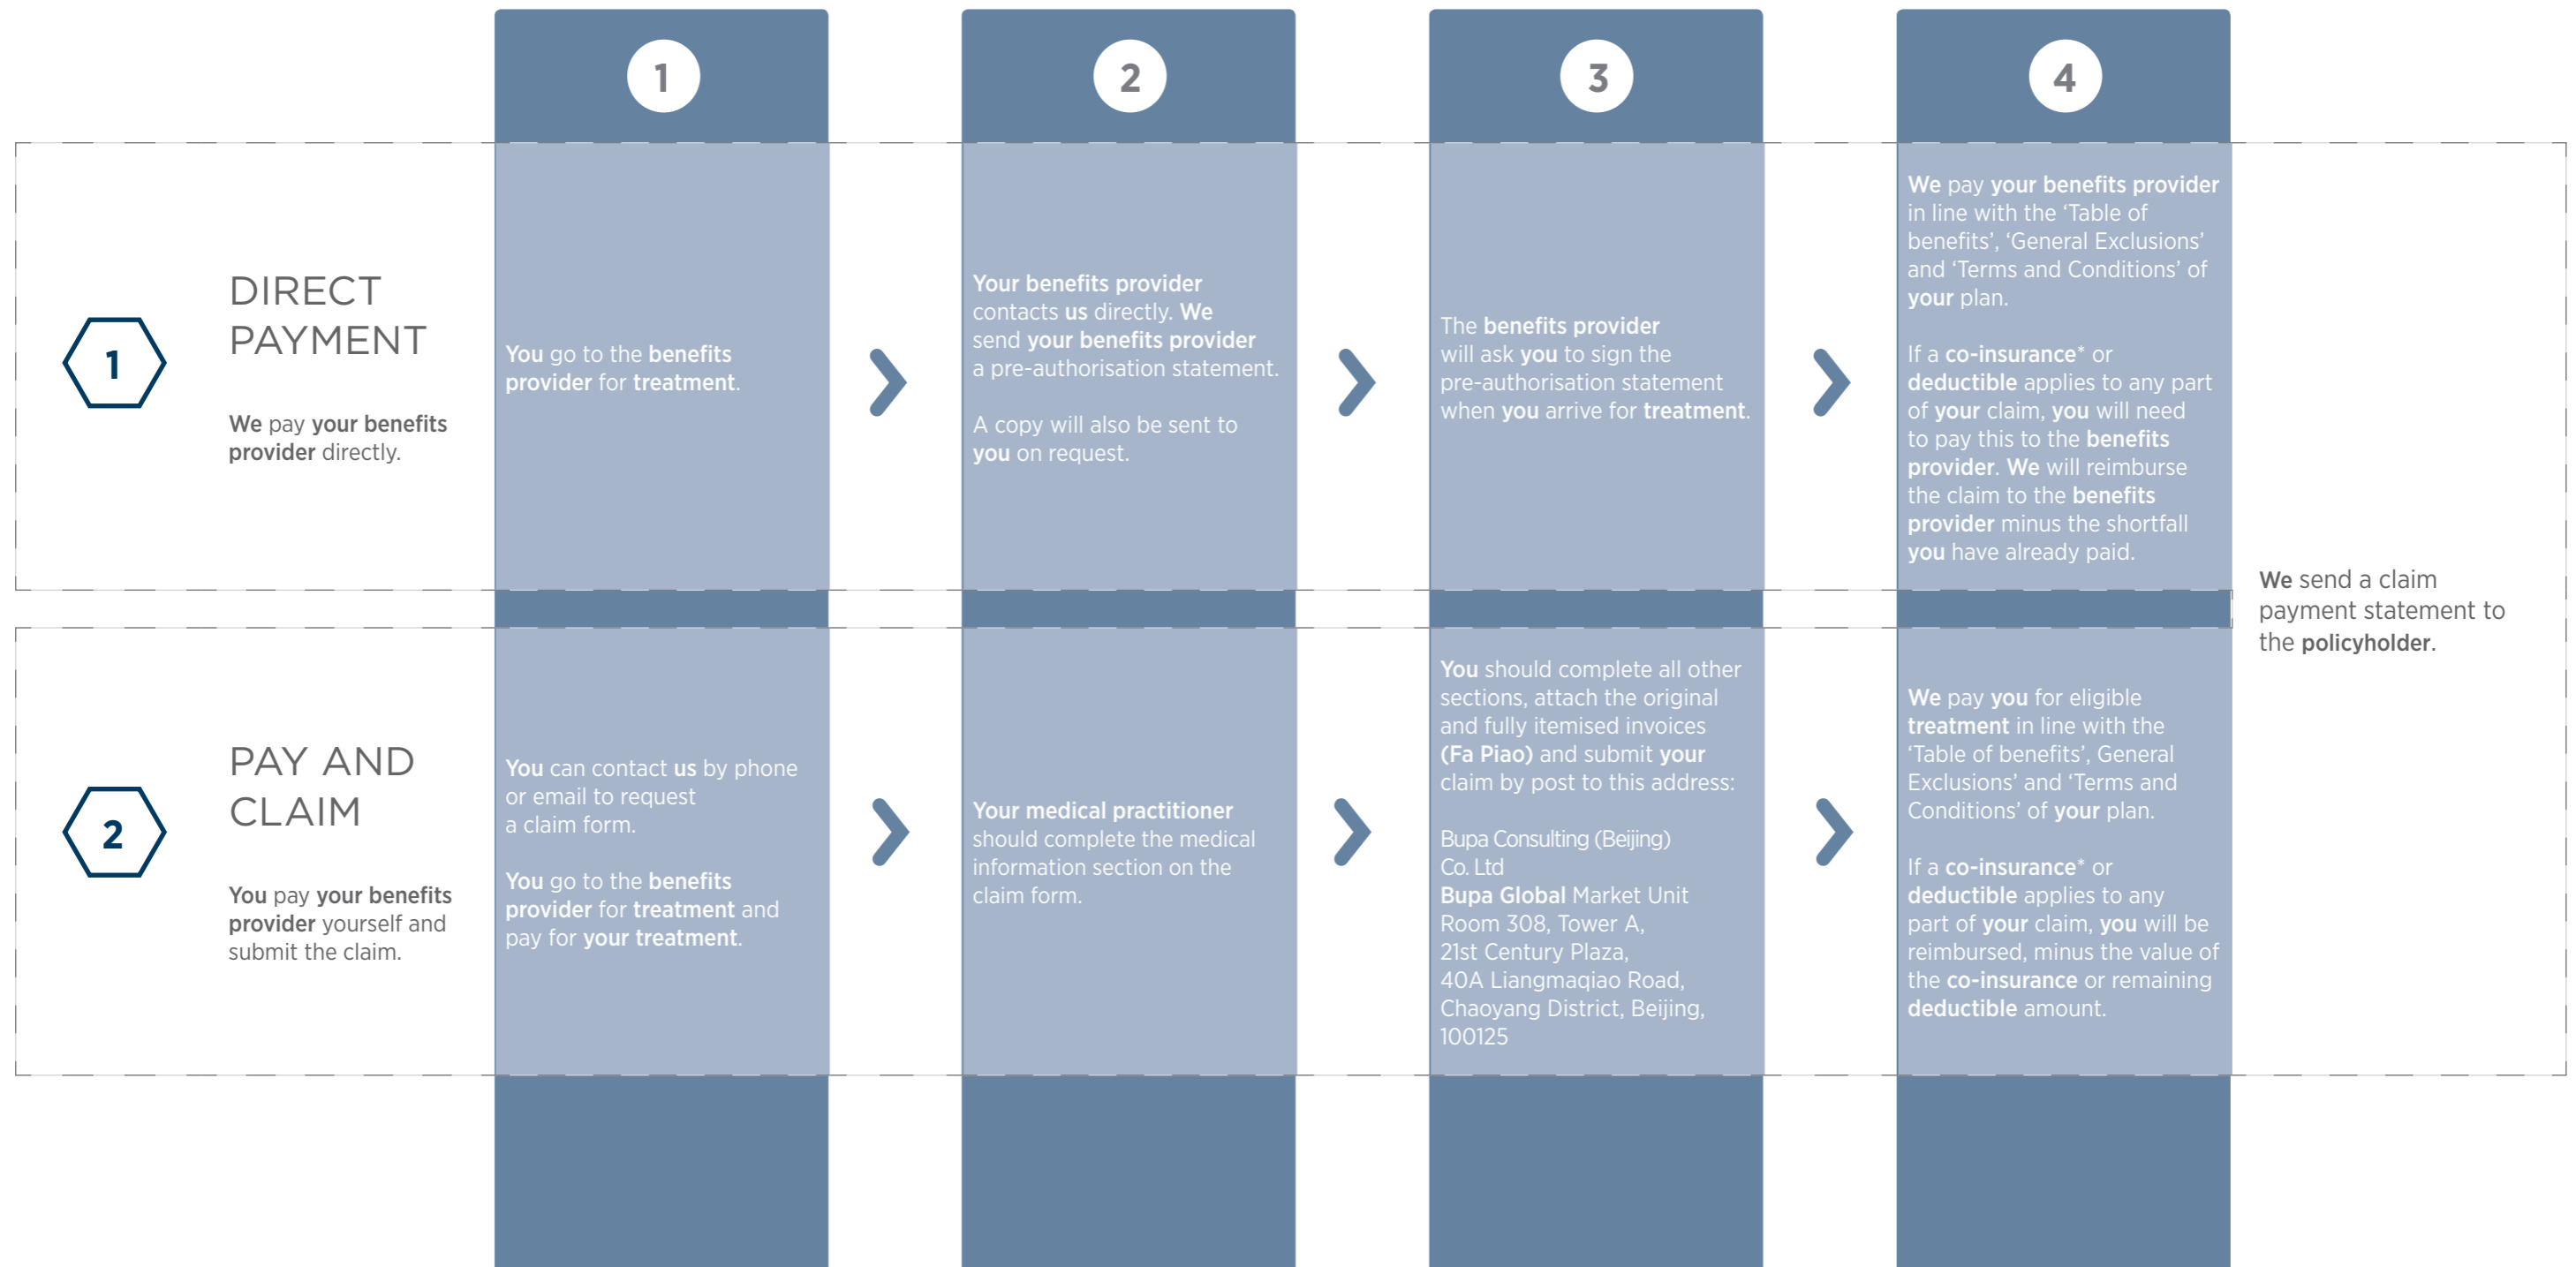 1
2
3
4
1
DIRECT
PAYMENT
We pay your benefits
provider directly.
You go to the benefits
provider for treatment.
Your benefits provider
contacts us directly. We
send your benefits provider
a pre-authorisation statement.
A copy will also be sent to
you on request.
The benefits provider
will ask you to sign the
pre-authorisation statement
when you arrive for treatment.
We pay your benefits provider
in line with the ‘Table of
benefits’, ‘General Exclusions’
and ‘Terms and Conditions’ of
your plan.
If a co-insurance* or
deductible applies to any part
of your claim, you will need
to pay this to the benefits
provider. We will reimburse
the claim to the benefits
provider minus the shortfall
you have already paid.
2
PAY AND
CLAIM
You pay your benefits
provider yourself and
submit the claim.
You can contact us by phone
or email to request
a claim form.
You go to the benefits
provider for treatment and
pay for your treatment.
Your medical practitioner
should complete the medical
information section on the
claim form.
You should complete all other
sections, attach the original
and fully itemised invoices
(Fa Piao) and submit your
claim by post to this address:
Bupa Consulting (Beijing)
Co. Ltd
Bupa Global Market Unit
Room 308, Tower A,
21st Century Plaza,
40A Liangmaqiao Road,
Chaoyang District, Beijing,
100125
We pay you for eligible
treatment in line with the
‘Table of benefits’, General
Exclusions’ and ‘Terms and
Conditions’ of your plan.
If a co-insurance* or
deductible applies to any
part of your claim, you will be
reimbursed, minus the value of
the co-insurance or remaining
deductible amount.
We send a claim
payment statement to
the policyholder.